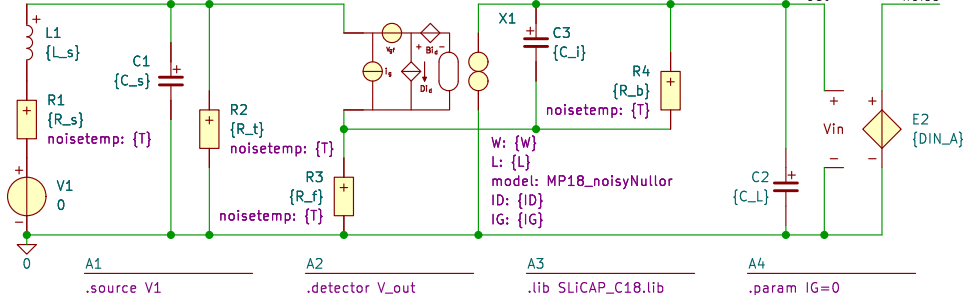 L1
{L_s}
C1
{C_s}
R1
{R_s}
noisetemp: {T}
R2
{R_t}
noisetemp: {T}
V1
0
0
R3
{R_f}
noisetemp: {T}
X1
W: {W}
L: {L}
model: MP18_noisyNullor
ID: {ID}
IG: {IG}
C3
{C_i}
R4
{R_b}
noisetemp: {T}
C2
{C_L}
Vin
E2
{DIN_A}
A1
.source V1
A2
.detector V_out
A3
.lib SLiCAP_C18.lib
A4
.param IG=0